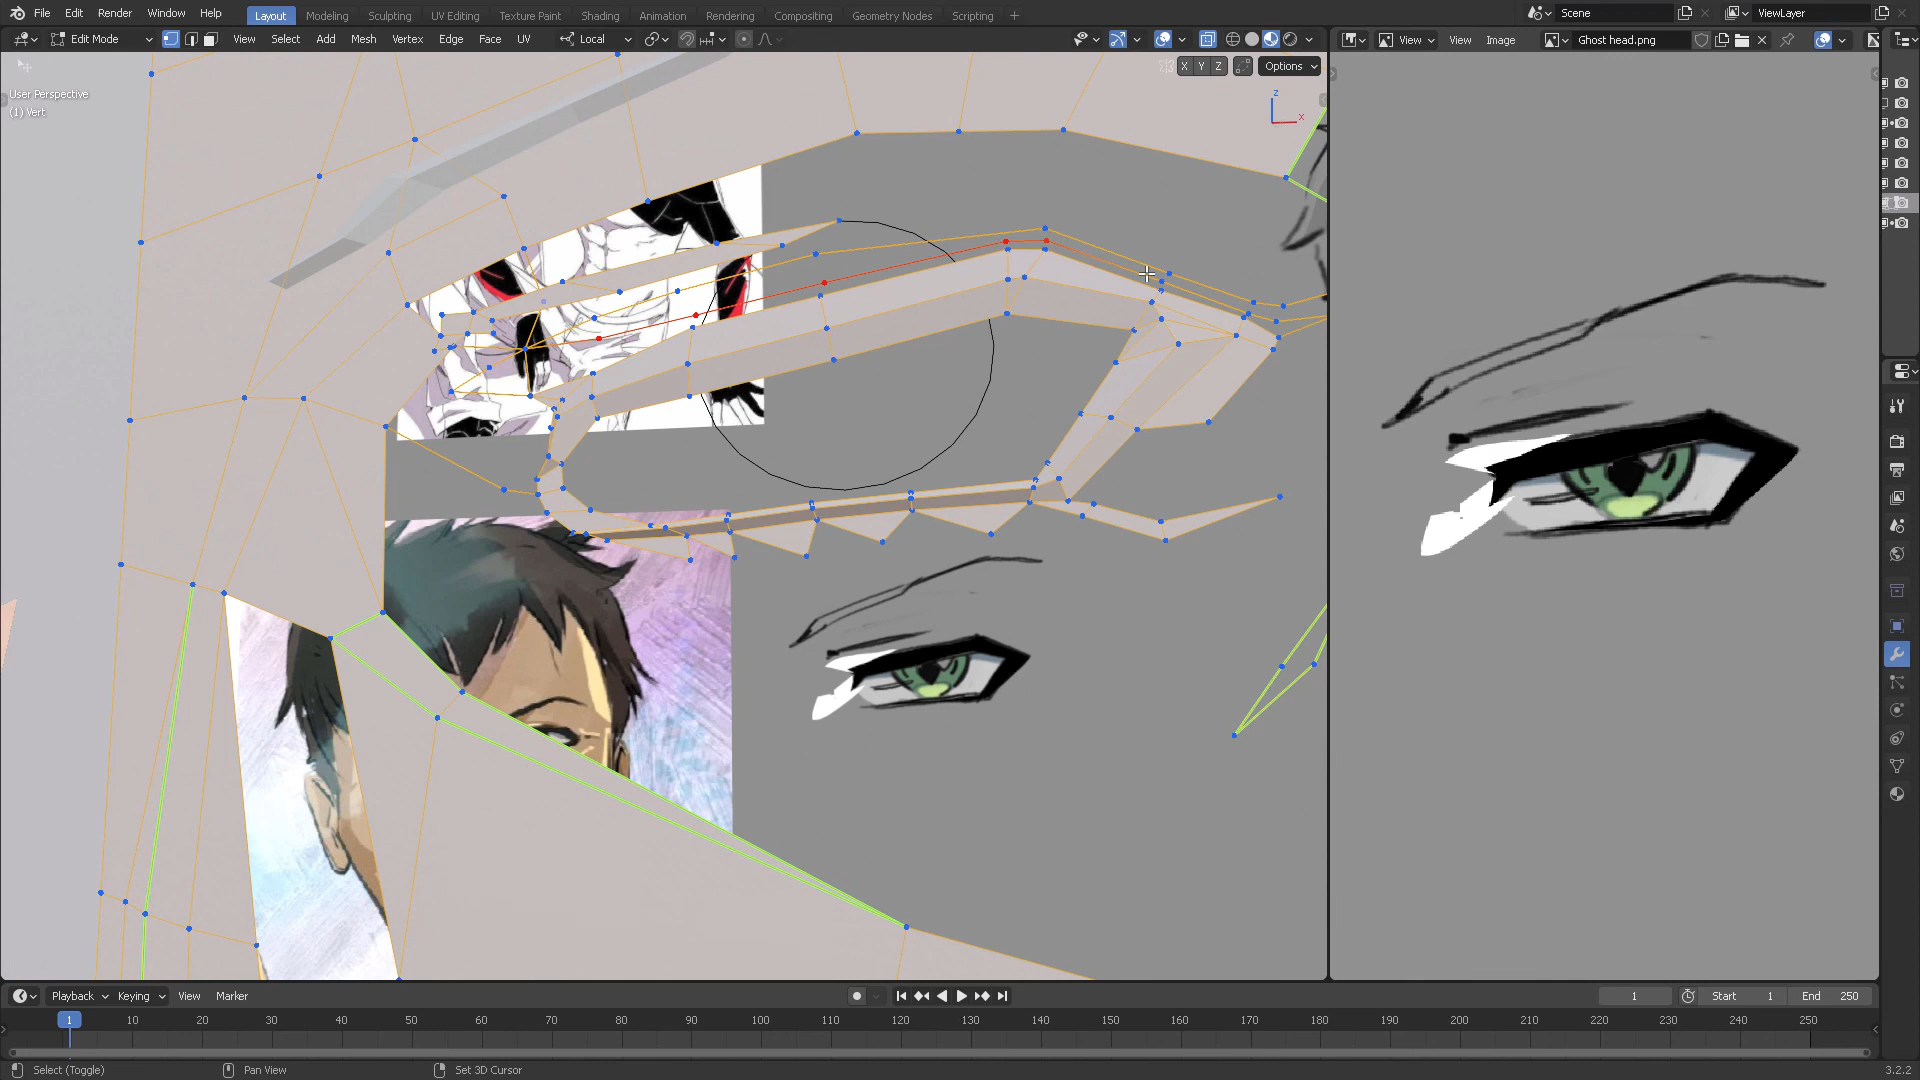 File Edit Render Window Help Layout Modeling Sculpting UV Editing Texture Paint Shading Animation Rendering Compositing Geometry Nodes Scripting + Scene ViewLayer
Edit Mode View Select Add Mesh Vertex Edge Face UV Local View View Image Ghost head.png
X Y Z Options
User Perspective
(1) Vert
Z
X
Playback Keying View Marker 1 Start 1 End 250
1 10 20 30 40 50 60 70 80 90 100 110 120 130 140 150 160 170 180 190 200 210 220 230 240 250
Select (Toggle) Pan View Set 3D Cursor 3.2.2